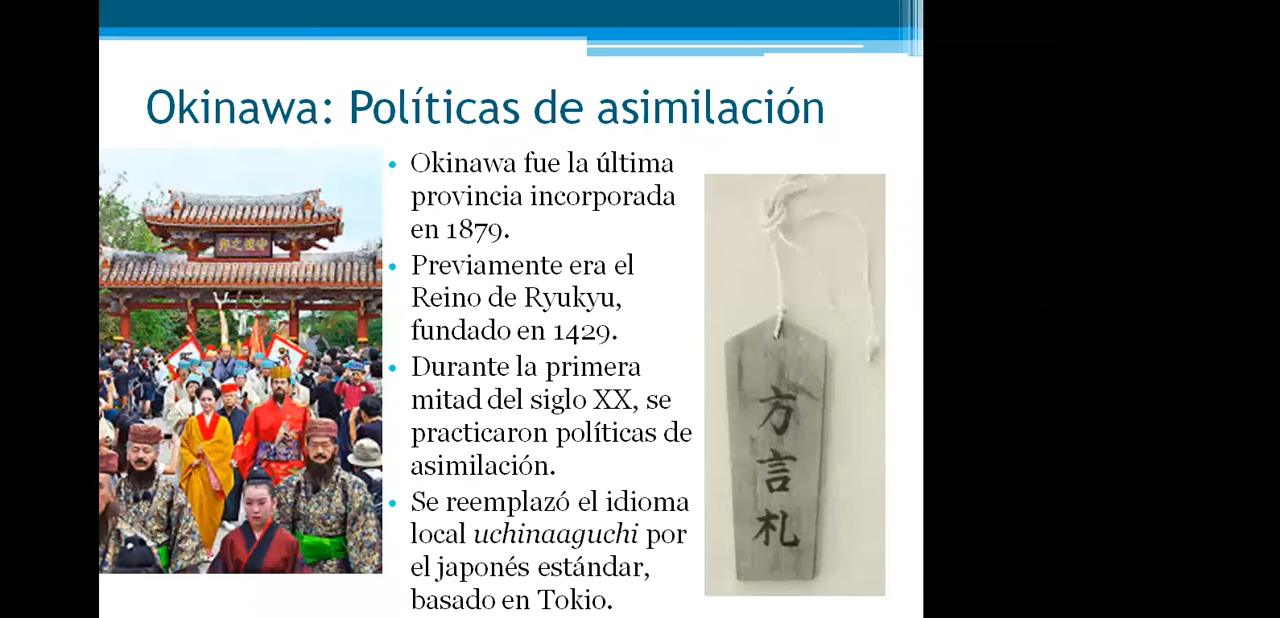 Okinawa: Políticas de asimilación
• Okinawa fue la última
provincia incorporada
en 1879.
• Previamente era el
Reino de Ryukyu,
fundado en 1429.
• Durante la primera
mitad del siglo XX, se
practicaron políticas de
asimilación.
• Se reemplazó el idioma
local uchinaaguchi por
el japonés estándar,
basado en Tokio.
方言札